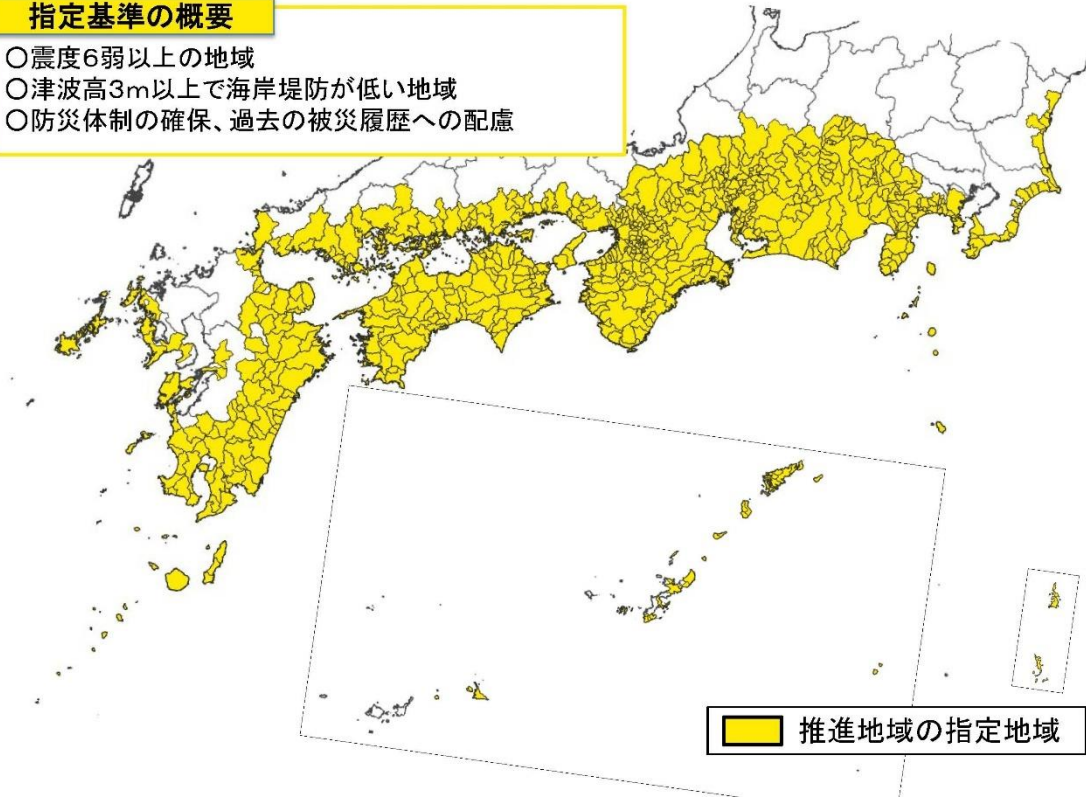 指定基準の概要
○震度6弱以上の地域
○津波高3m以上で海岸堤防が低い地域
○防災体制の確保、過去の被災履歴への配慮
推進地域の指定地域